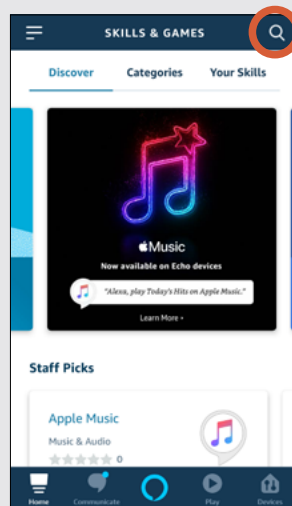 SKILLS & GAMES
Discover Categories Your Skills
Music
Now available on Echo devices
"Alexa, play Today's Hits on Apple Music."
Learn More
Staff Picks
Apple Music
Music & Audio
0
Home Communicate Play Devices